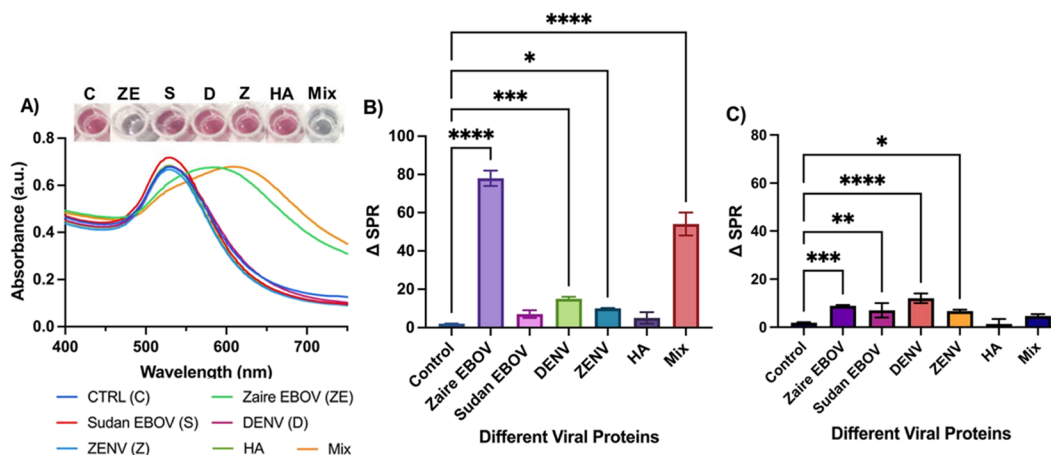 A)
C ZE S D Z HA Mix
0.8
0.6
0.4
0.2
0.0
Absorbance (a.u.)
400 500 600 700
Wavelength (nm)
CTRL (C) Zaire EBOV (ZE)
Sudan EBOV (S) DENV (D)
ZENV (Z) HA Mix
B)
****
*
***
****
100
80
60
40
20
0
Δ SPR
Control Zaire EBOV Sudan EBOV DENV ZENV HA Mix
Different Viral Proteins
C)
*
****
**
***
80
60
40
20
0
Δ SPR
Control Zaire EBOV Sudan EBOV DENV ZENV HA Mix
Different Viral Proteins